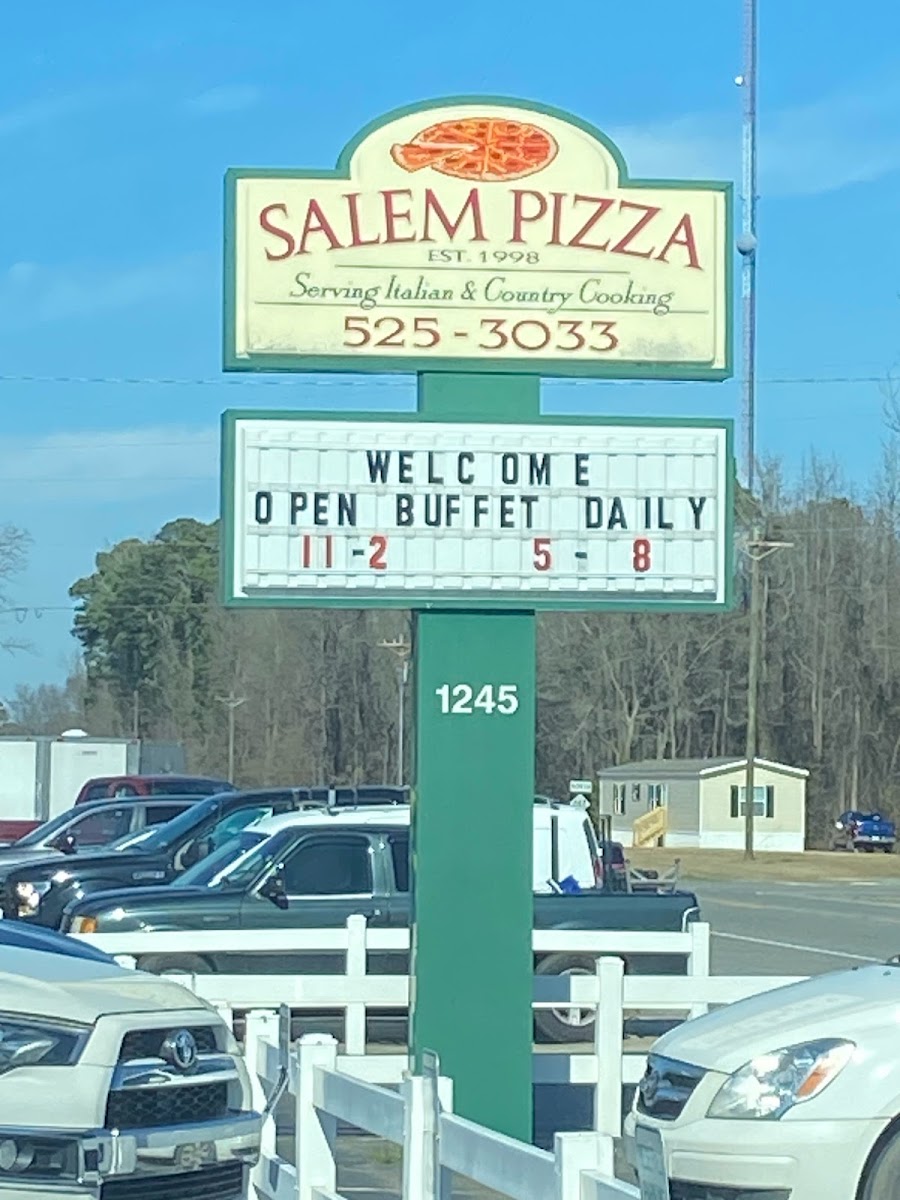 SALEM PIZZA
EST. 1998
Serving Italian & Country Cooking
525-3033
WELCOME
OPEN BUFFET DAILY
11-2 5-8
1245